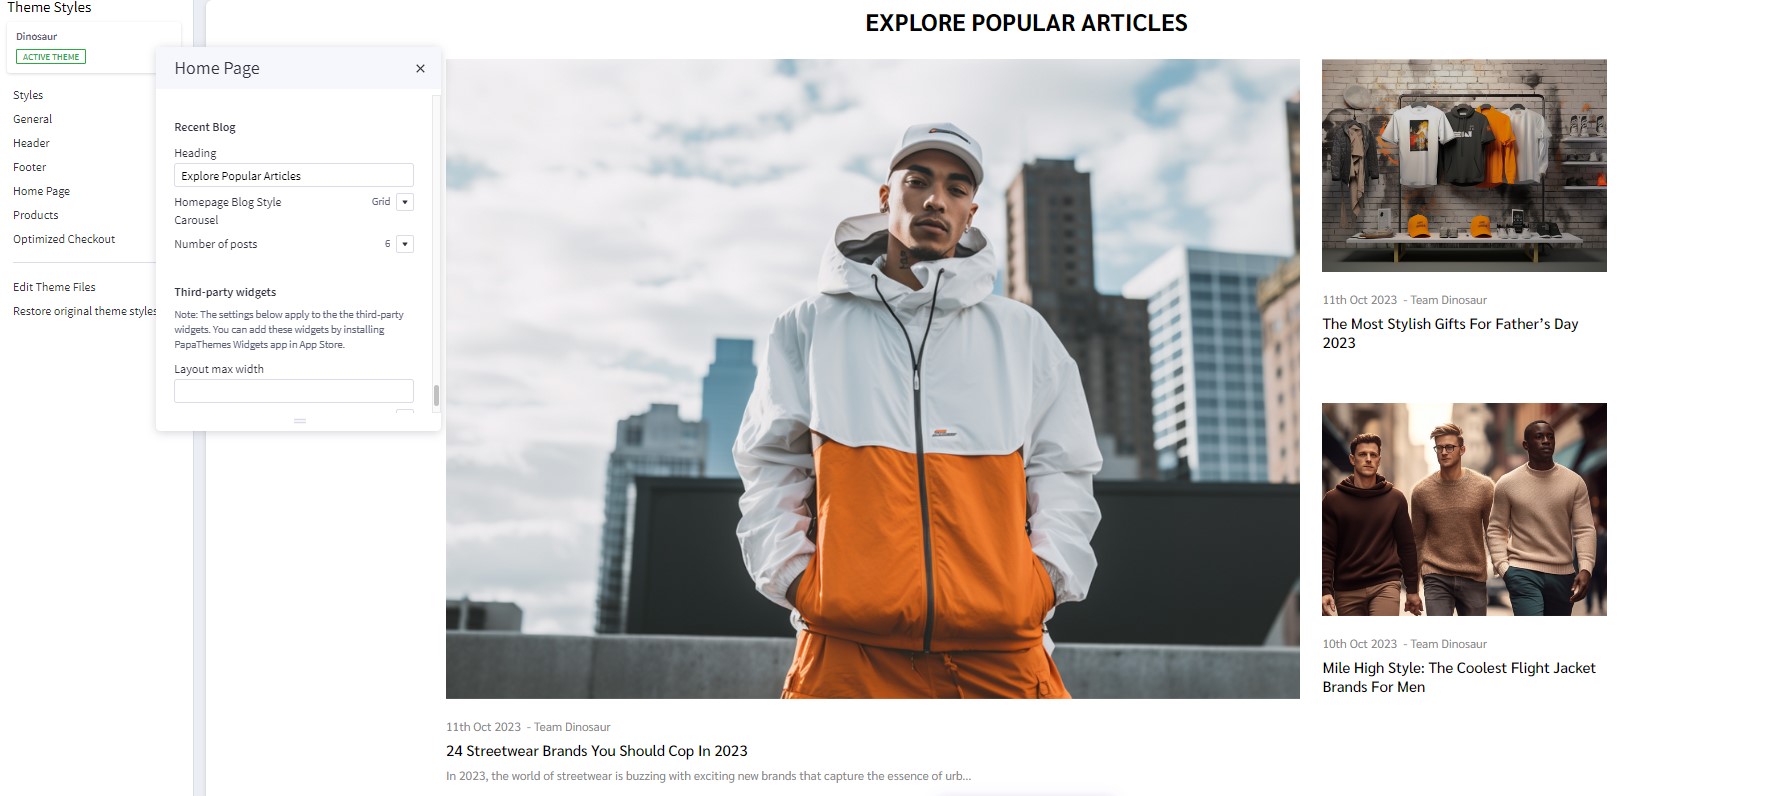 Theme Styles
Dinosaur
ACTIVE THEME
Styles
General
Header
Footer
Home Page
Products
Optimized Checkout
Edit Theme Files
Restore original theme styles
Home Page
Recent Blog
Heading
Explore Popular Articles
Homepage Blog Style Grid
Carousel
Number of posts 6
Third-party widgets
Note: The settings below apply to the the third-party
widgets. You can add these widgets by installing
PapaThemes Widgets app in App Store.
Layout max width
EXPLORE POPULAR ARTICLES
11th Oct 2023 - Team Dinosaur
24 Streetwear Brands You Should Cop In 2023
In 2023, the world of streetwear is buzzing with exciting new brands that capture the essence of urb...
11th Oct 2023 - Team Dinosaur
The Most Stylish Gifts For Father’s Day
2023
10th Oct 2023 - Team Dinosaur
Mile High Style: The Coolest Flight Jacket
Brands For Men